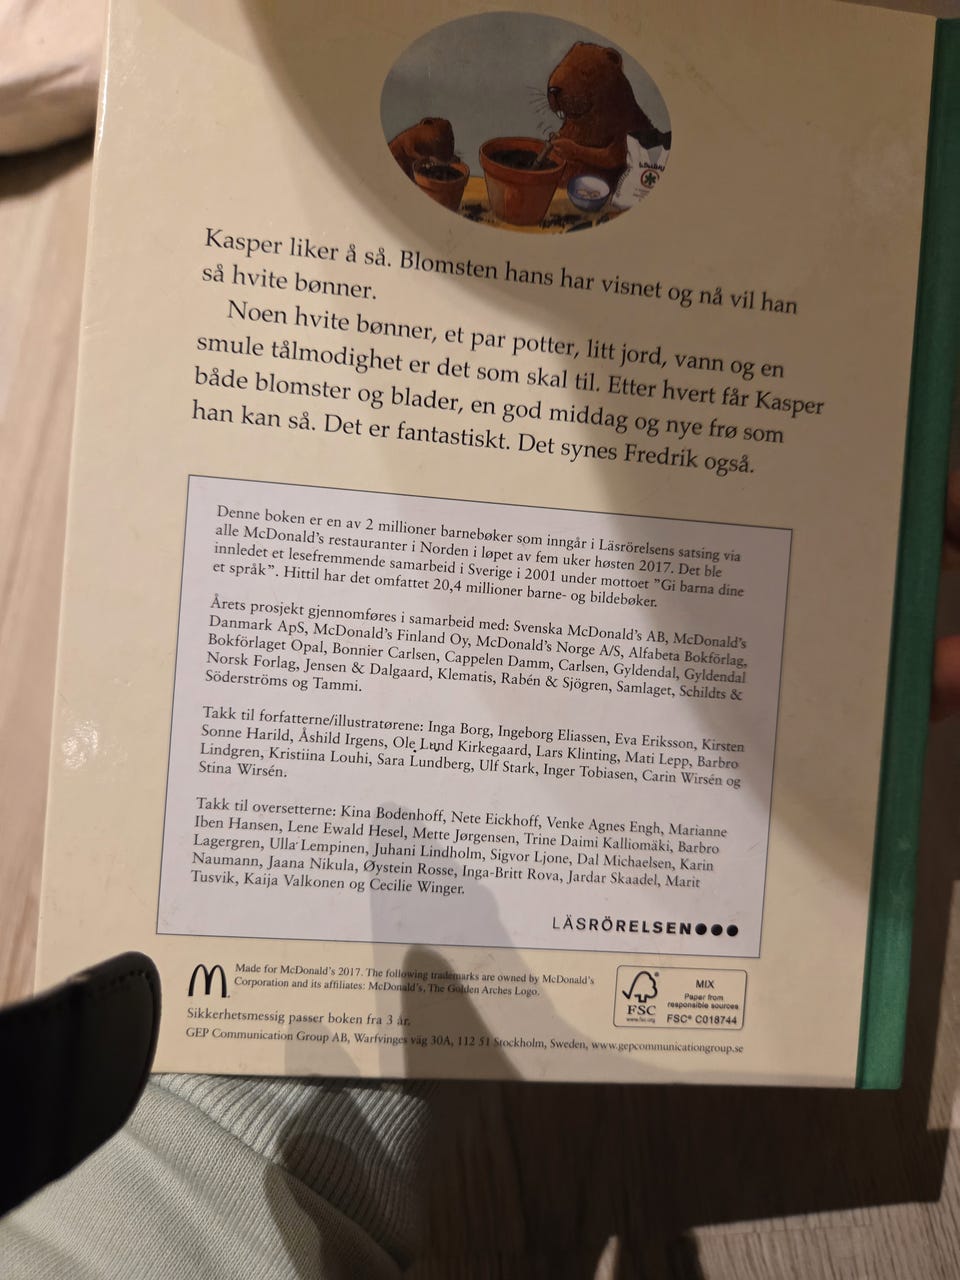 Kasper liker å så. Blomsten hans har visnet og nå vil han
så hvite bønner.
Noen hvite bønner, et par potter, litt jord, vann og en
smule tålmodighet er det som skal til. Etter hvert får Kasper
både blomster og blader, en god middag og nye frø som
han kan så. Det er fantastiskt. Det synes Fredrik også.
Denne boken er en av 2 millioner barnebøker som inngår i Läsrörelsens satsing via
alle McDonald's restauranter i Norden i løpet av fem uker høsten 2017. Det ble
innledet et lesefremmende samarbeid i Sverige i 2001 under mottoet ”Gi barna dine
et språk”. Hittil har det omfattet 20,4 millioner barne- og bildebøker.
Årets prosjekt gjennomføres i samarbeid med: Svenska McDonald's AB, McDonald's
Danmark ApS, McDonald's Finland Oy, McDonald's Norge A/S, Alfabeta Bokförlag,
Bokförlaget Opal, Bonnier Carlsen, Cappelen Damm, Carlsen, Gyldendal, Gyldendal
Norsk Forlag, Jensen & Dalgaard, Klematis, Rabén & Sjögren, Samlaget, Schildts &
Söderströms og Tammi.
Takk til forfatterne/illustratørene: Inga Borg, Ingeborg Eliassen, Eva Eriksson, Kirsten
Sonne Harild, Åshild Irgens, Ole Lund Kirkegaard, Lars Klinting, Mati Lepp, Barbro
Lindgren, Kristiina Louhi, Sara Lundberg, Ulf Stark, Inger Tobiasen, Carin Wirsén og
Stina Wirsén.
Takk til oversetterne: Kina Bodenhoff, Nete Eickhoff, Venke Agnes Engh, Marianne
Iben Hansen, Lene Ewald Hesel, Mette Jørgensen, Trine Daimi Kalliomäki, Barbro
Lagergren, Ulla Lempinen, Juhani Lindholm, Sigvor Ljone, Dal Michaelsen, Karin
Naumann, Jaana Nikula, Øystein Rosse, Inga-Britt Rova, Jardar Skaadel, Marit
Tusvik, Kaija Valkonen og Cecilie Winger.
LÄSRÖRELSEN●●●
Made for McDonald's 2017. The following trademarks are owned by McDonald's
Corporation and its affiliates: McDonald's, The Golden Arches Logo.
Sikkerhetsmessig passer boken fra 3 år.
GEP Communication Group AB, Warfvinges väg 30A, 112 51 Stockholm, Sweden, www.gepcommunicationgroup.se
FSC
www.fsc.org
MIX
Paper from
responsible sources
FSC® C018744